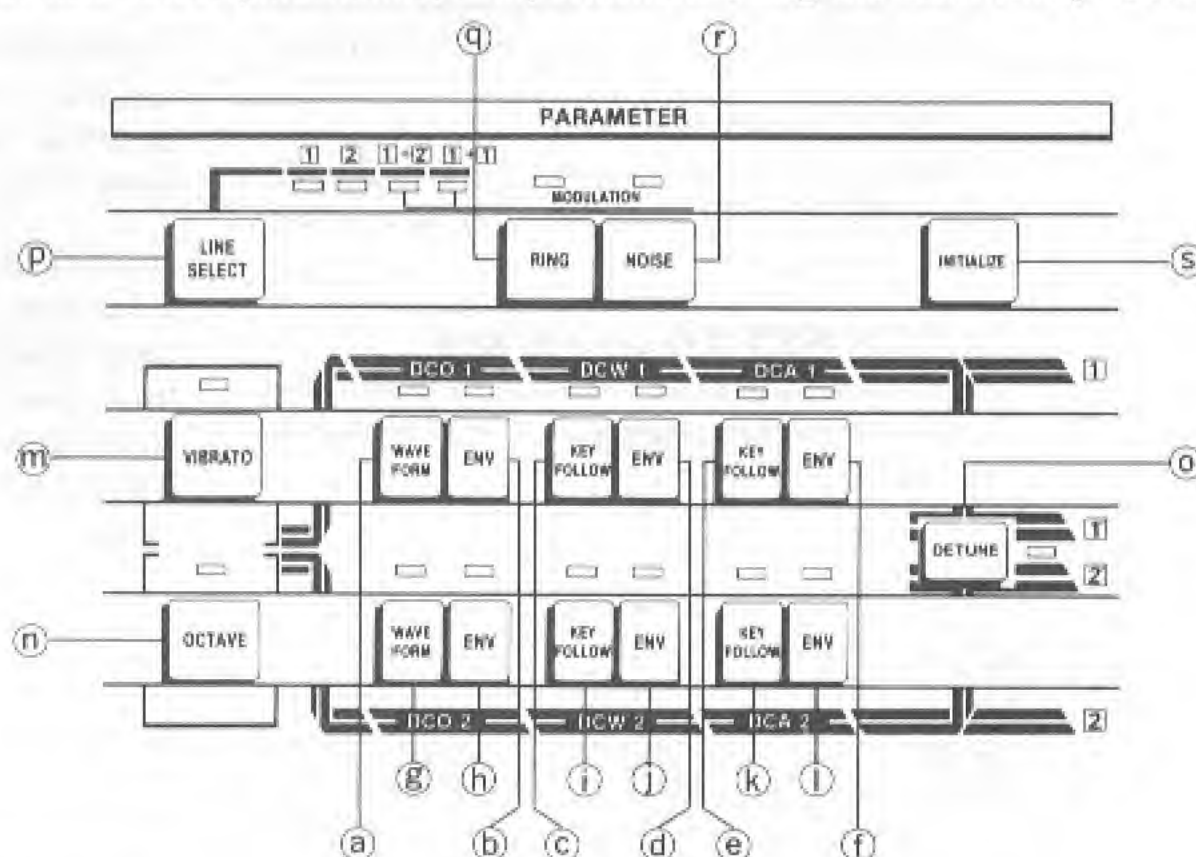 q r
PARAMETER
1 2 1+2' 1+1'
MODULATION
p LINE SELECT RING NOISE INITIALIZE s
DCO 1 DCW 1 DCA 1 1
m VIBRATO WAVE FORM ENV KEY FOLLOW ENV KEY FOLLOW ENV o
DETUNE 1
2
n OCTAVE WAVE FORM ENV KEY FOLLOW ENV KEY FOLLOW ENV
DCO 2 DCW 2 DCA 2 2
g h i j k l
a b c d e f